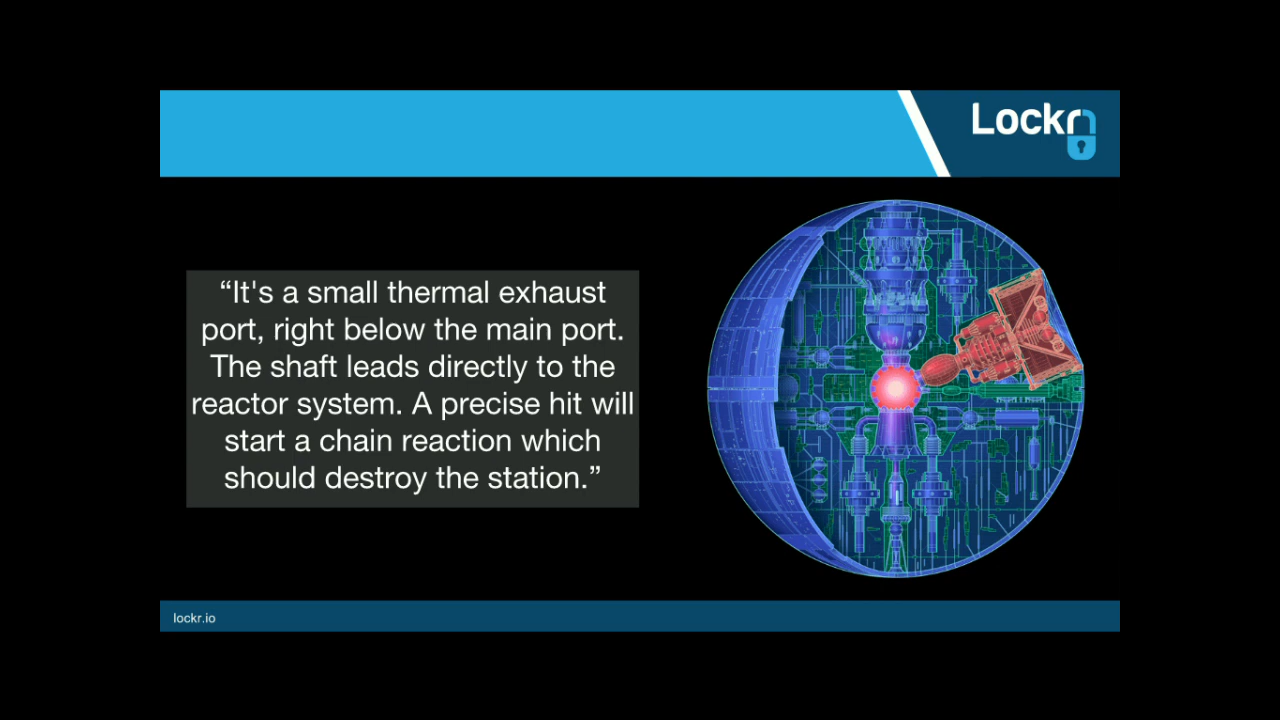 Lockr
“It's a small thermal exhaust
port, right below the main port.
The shaft leads directly to the
reactor system. A precise hit will
start a chain reaction which
should destroy the station.”
lockr.io